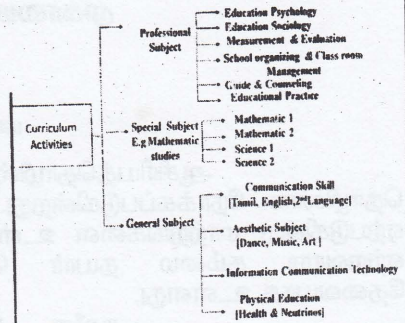 Curriculum
Activities
Professional
Subject
Education Psychology
Education Sociology
Measurement & Evaluation
School organizing & Class room
Management
Guide & Counseling
Educational Practice
Special Subject
E.g Mathematic
studies
Mathematic 1
Mathematic 2
Science 1
Science 2
General Subject
Communication Skill
[Tamil, English,2nd Language]
Aesthetic Subject
[Dance, Music, Art ]
Information Communication Technology
Physical Education
[Health & Neutrinos]